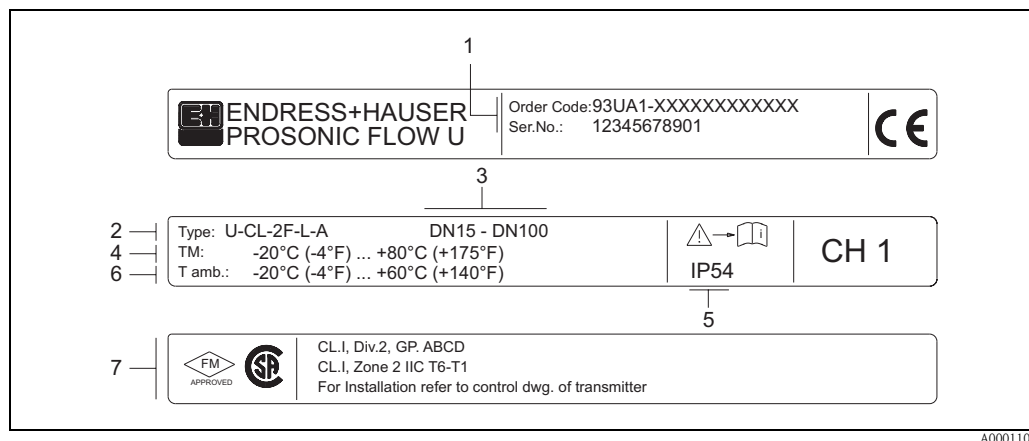 1
EH ENDRESS+HAUSER
PROSONIC FLOW U
Order Code:93UA1-XXXXXXXXXXXX
Ser.No.: 12345678901
CE
3
2
Type: U-CL-2F-L-A DN15 - DN100
4
TM: -20°C (-4°F) ... +80°C (+175°F)
6
T amb.: -20°C (-4°F) ... +60°C (+140°F)
i
IP54
CH 1
5
7
FM
APPROVED
SA
CL.I, Div.2, GP. ABCD
CL.I, Zone 2 IIC T6-T1
For Installation refer to control dwg. of transmitter